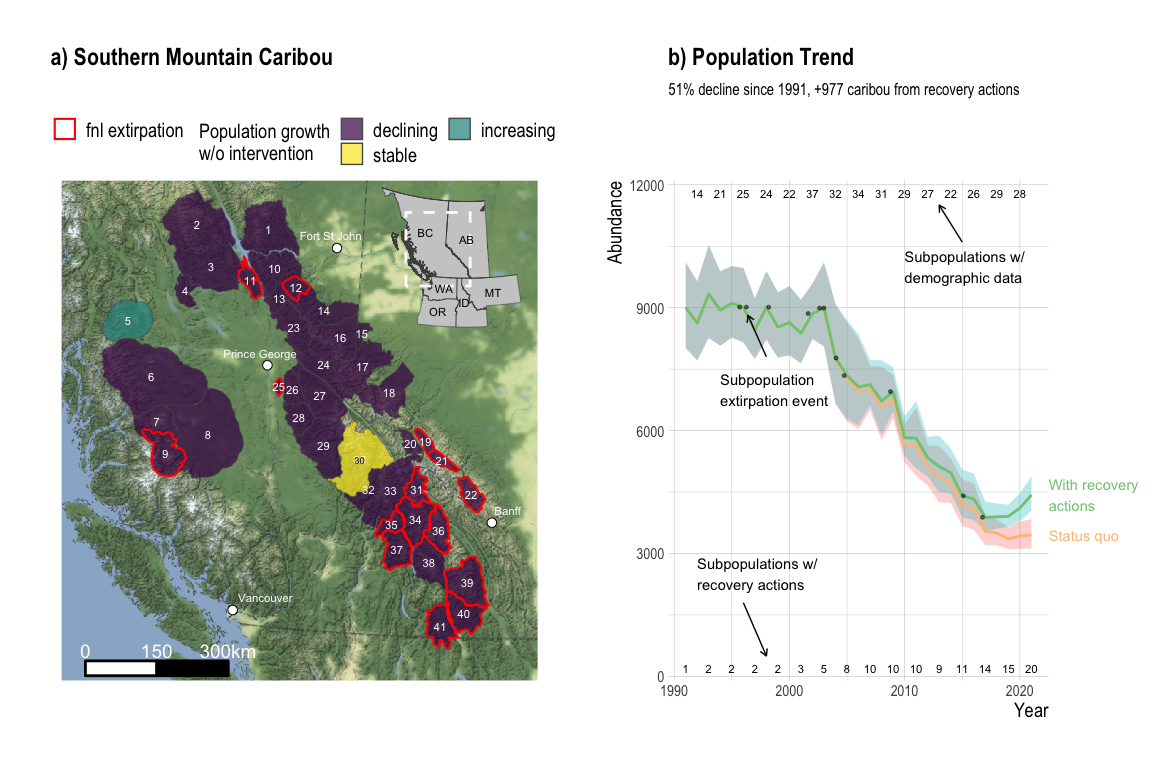 a) Southern Mountain Caribou
fnl extirpation
Population growth
w/o intervention
declining
increasing
stable
2
1
Fort St John
3
10
4
11
12
13
5
14
23
16
15
Prince George
24
17
6
25
26
27
18
7
28
8
29
20
19
9
30
21
32
33
31
22
35
34
36
Banff
37
38
39
40
41
Vancouver
BC
AB
WA
MT
OR
ID
0
150
300km
b) Population Trend
51% decline since 1991, +977 caribou from recovery actions
Abundance
12000
9000
6000
3000
0
14 21 25 24 22 37 32 34 31 29 27 22 26 29 28
Subpopulations w/
demographic data
Subpopulation
extirpation event
With recovery
actions
Status quo
Subpopulations w/
recovery actions
1 2 2 2 2 3 5 8 10 10 10 9 11 14 15 20
1990
2000
2010
2020
Year